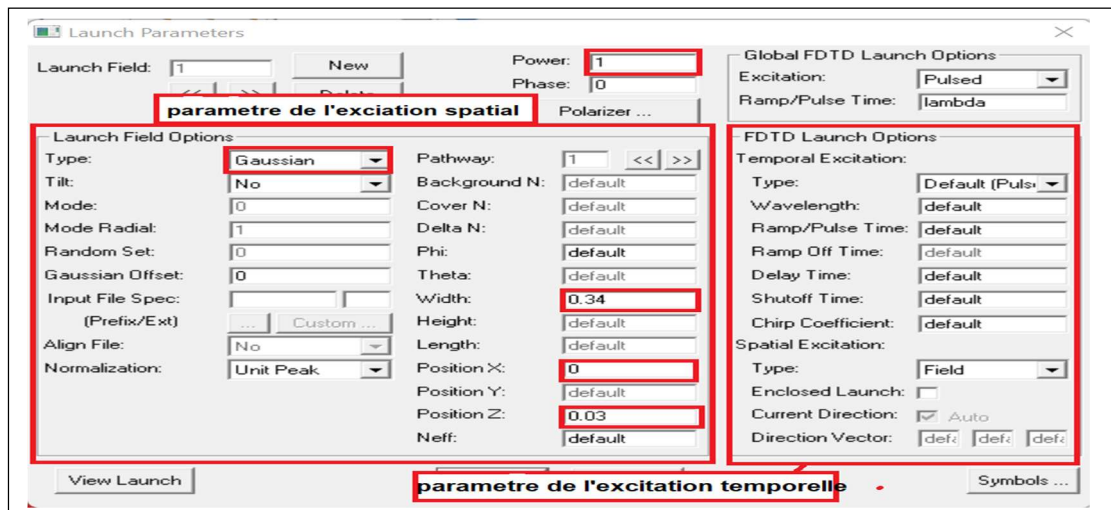 Launch Parameters
Launch Field: 1 New Power: 1
<< >> Delete Phase: 0
Polarizer ...
Global FDTD Launch Options
Excitation: Pulsed
Ramp/Pulse Time: lambda
parametre de l'exciation spatial
Launch Field Options
Type: Gaussian
Tilt: No
Mode: 0
Mode Radial: 1
Random Set: 0
Gaussian Offset: 0
Input File Spec:
(Prefix/Ext) ... Custom ...
Align File: No
Normalization: Unit Peak
Pathway: 1 << >>
Background N: default
Cover N: default
Delta N: default
Phi: default
Theta: default
Width: 0.34
Height: default
Length: default
Position X: 0
Position Y: default
Position Z: 0.03
Neff: default
FDTD Launch Options
Temporal Excitation:
Type: Default (Puls
Wavelength: default
Ramp/Pulse Time: default
Ramp Off Time: default
Delay Time: default
Shutoff Time: default
Chirp Coefficient: default
Spatial Excitation:
Type: Field
Enclosed Launch:
Current Direction: Auto
Direction Vector: defa defa defa
View Launch
parametre de l'excitation temporelle
Symbols ...